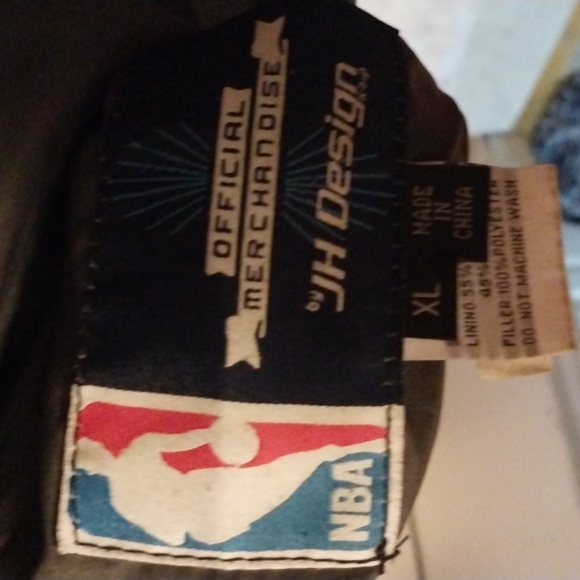 OFFICIAL
MERCHANDISE
by JH Design
NBA
MADE
IN
CHINA
XL
LINING 55%
45%
FILLER 100% POLYESTER
DO NOT MACHINE WASH